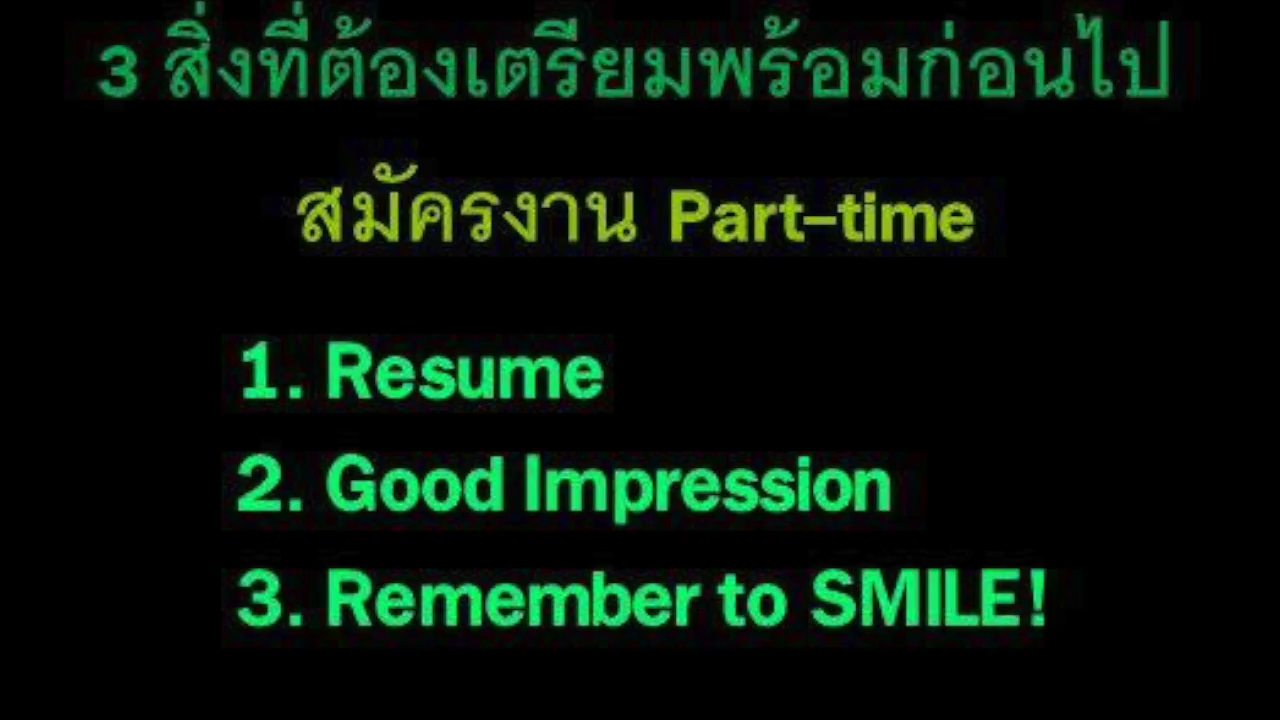 3 สิ่งที่ต้องเตรียมพร้อมก่อนไป
สมัครงาน Part-time
1. Resume
2. Good Impression
3. Remember to SMILE!